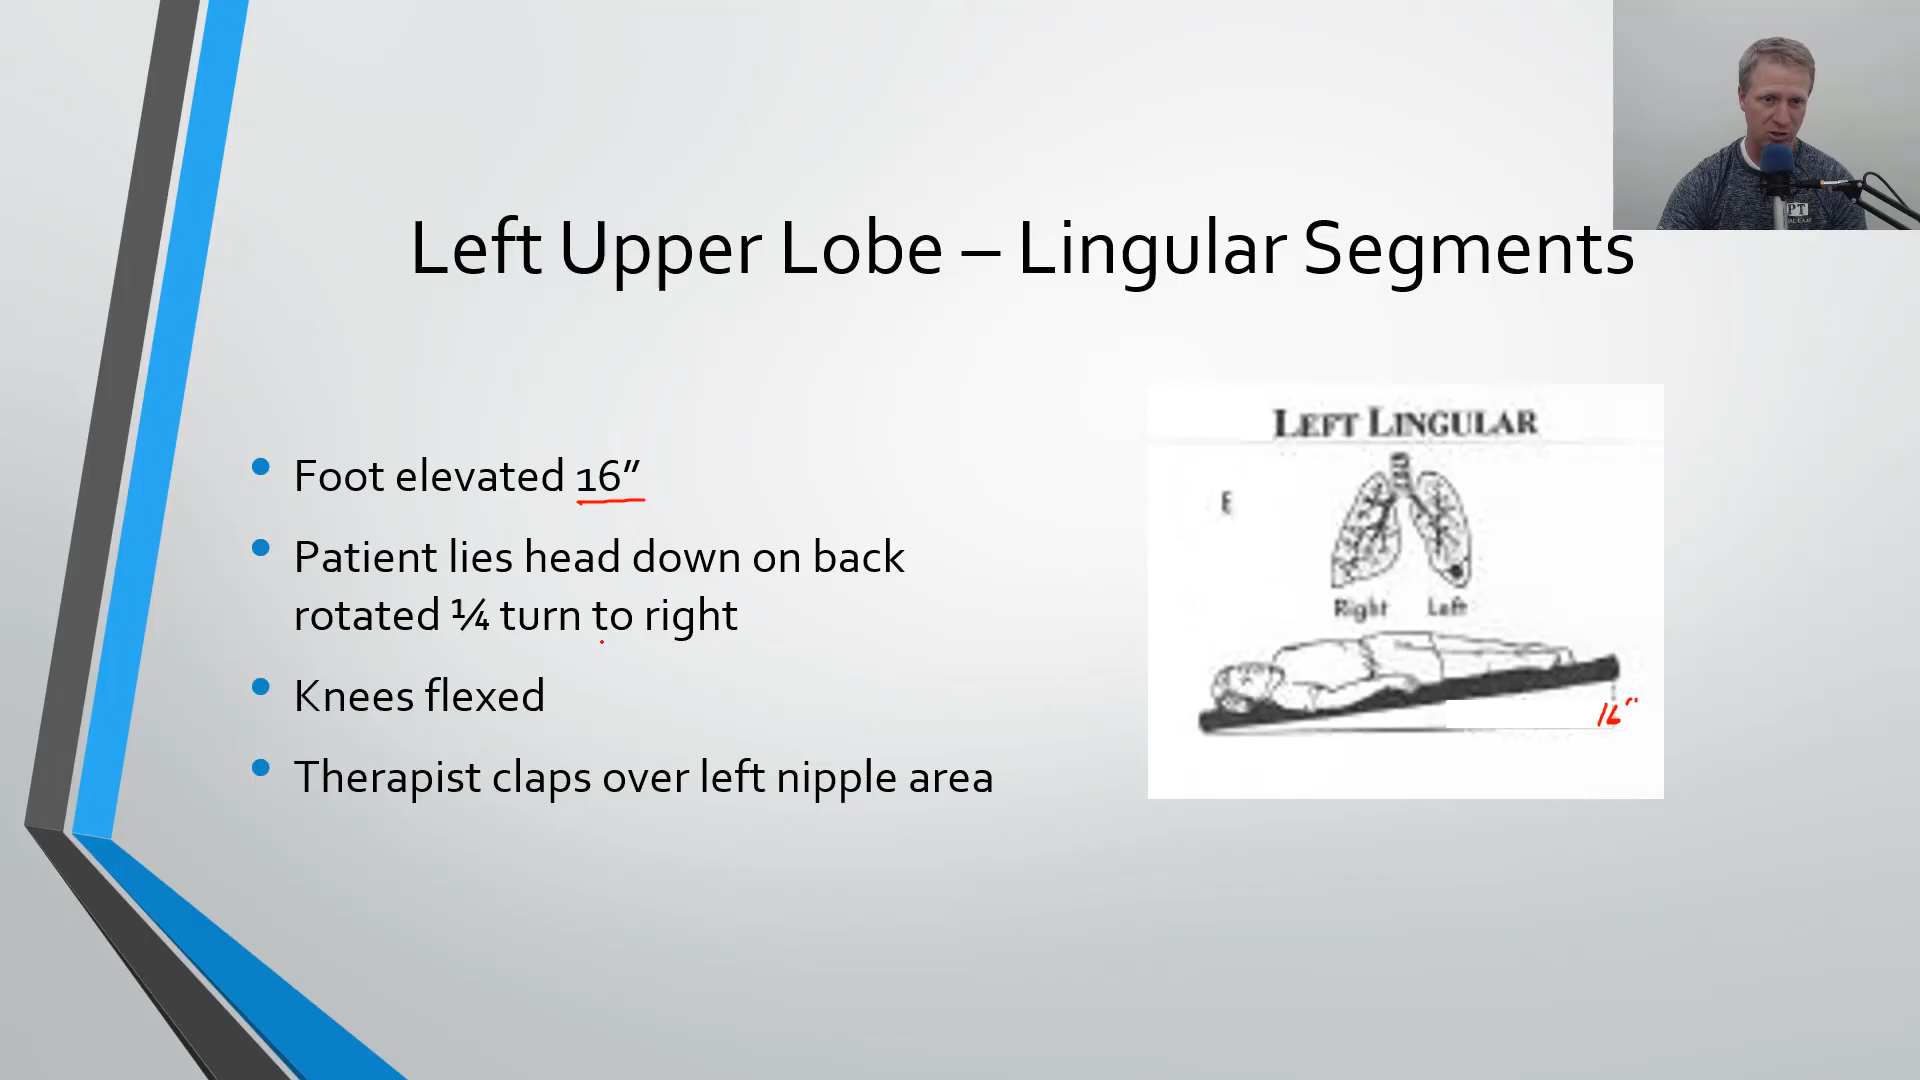 Left Upper Lobe – Lingular Segments
Foot elevated 16”
Patient lies head down on back
rotated ¼ turn to right
Knees flexed
Therapist claps over left nipple area
LEFT LINGULAR
E
Right Left
16"
PT